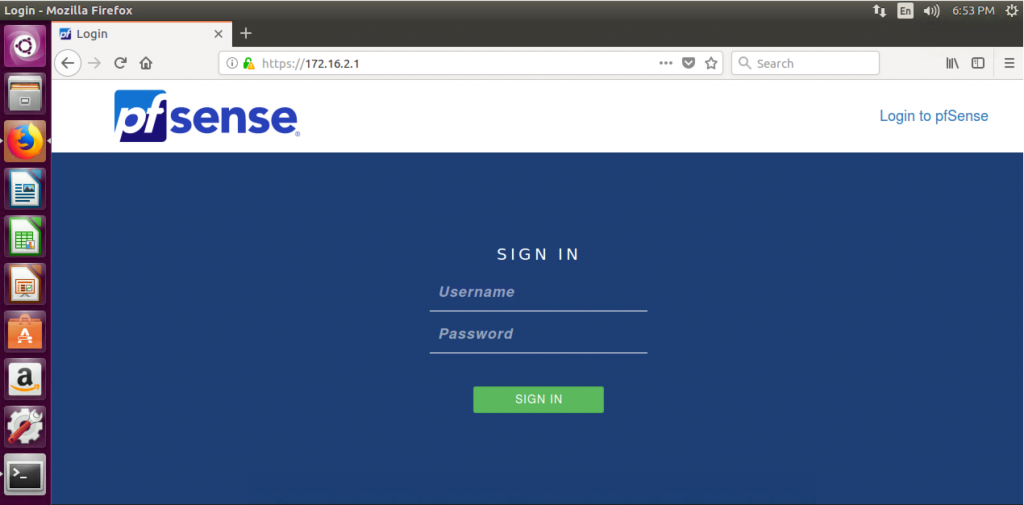 Login - Mozilla Firefox
En
6:53 PM
pf Login
https://172.16.2.1
Search
pfsense®
Login to pfSense
SIGN IN
Username
Password
SIGN IN
a
>_